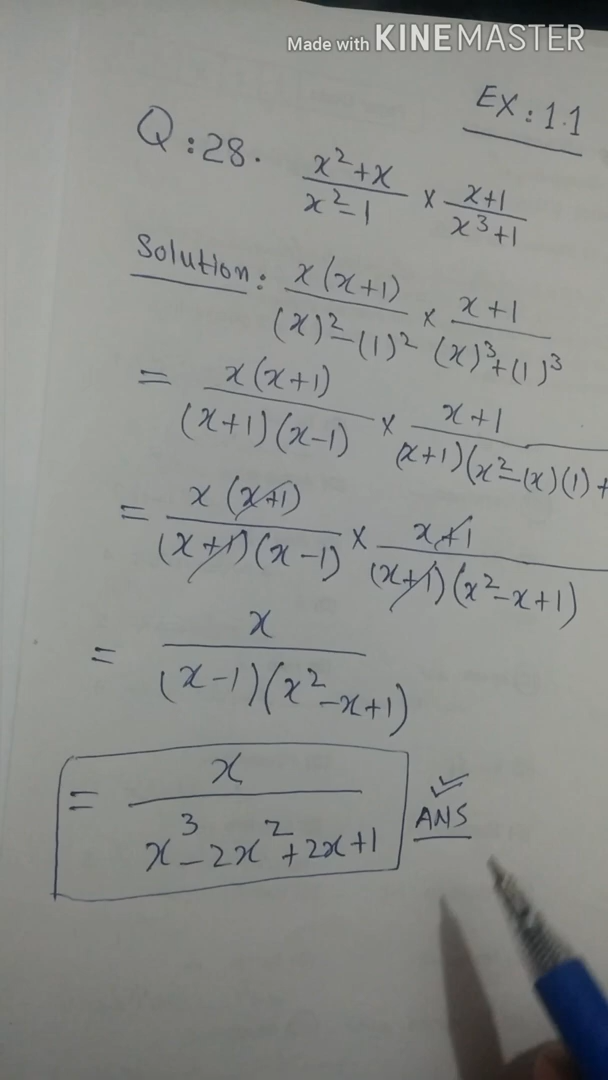 Made with KINEMASTER
EX: 1.1
Q:28. (x²+x)/(x²-1) × (x+1)/(x³+1)
Solution: x(x+1)/((x)²-(1)²) × (x+1)/((x)³+(1)³)
= x(x+1)/((x+1)(x-1)) × (x+1)/((x+1)(x²-(x)(1)+
= x(x+1)/((x+1)(x-1)) × (x+1)/((x+1)(x²-x+1))
= x/((x-1)(x²-x+1))
= x/(x³-2x²+2x+1) ANS